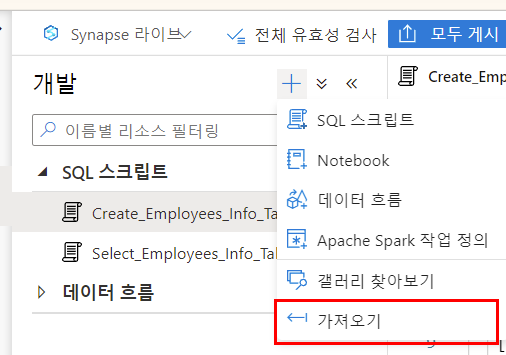 Synapse 라이브
전체 유효성 검사
모두 게시
개발
Create_Emp
이름별 리소스 필터링
SQL 스크립트
Notebook
데이터 흐름
Apache Spark 작업 정의
갤러리 찾아보기
가져오기
SQL 스크립트
Create_Employees_Info_Ta
Select_Employees_Info_Tal
데이터 흐름